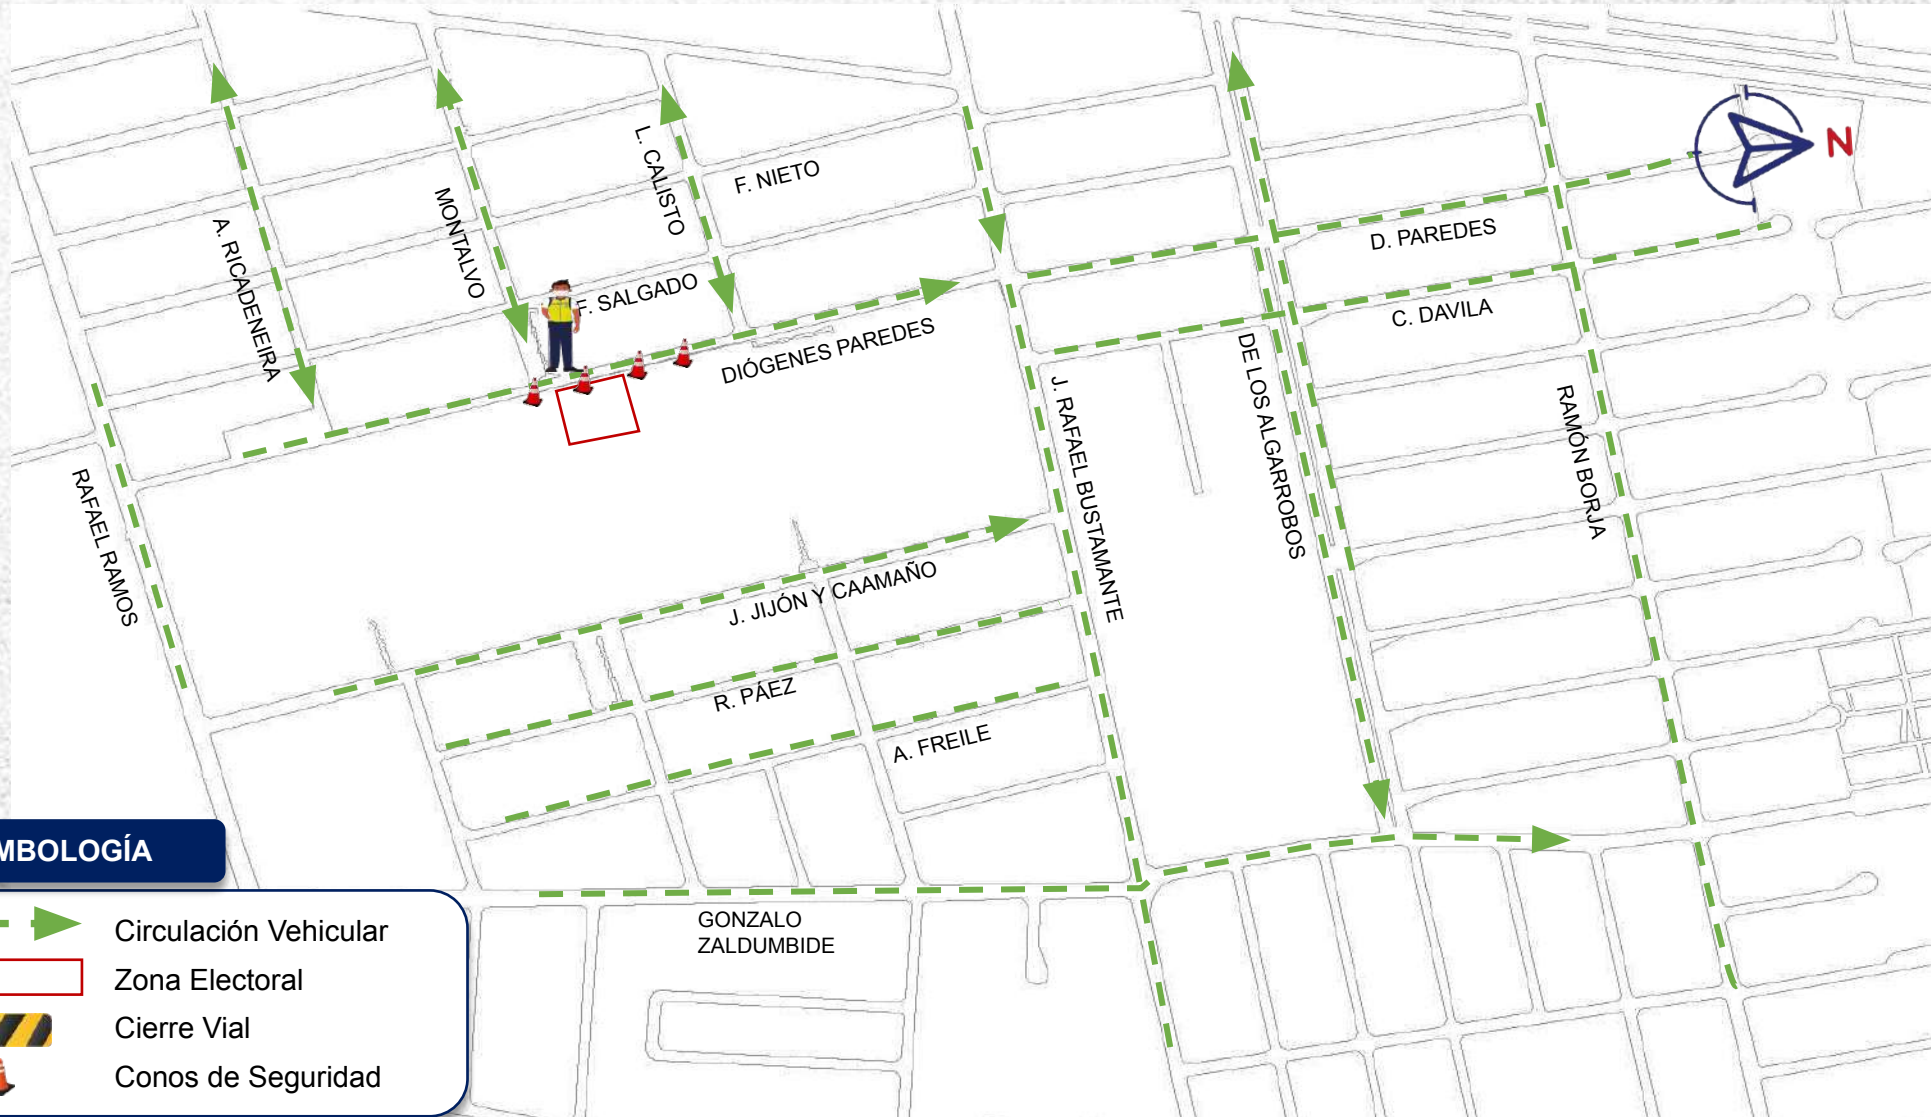 N
L. CALISTO
F. NIETO
MONTALVO
A. RICADENEIRA
D. PAREDES
F. SALGADO
C. DAVILA
DIÓGENES PAREDES
DE LOS ALGARROBOS
J. RAFAEL BUSTAMANTE
RAMÓN BORJA
RAFAEL RAMOS
J. JIJÓN Y CAAMAÑO
R. PÁEZ
A. FREILE
MBOLOGÍA
Circulación Vehicular
Zona Electoral
Cierre Vial
Conos de Seguridad
GONZALO
ZALDUMBIDE